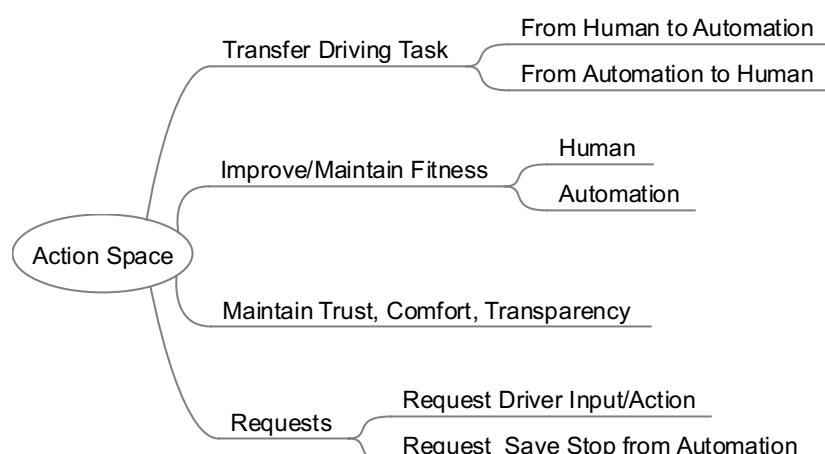 From Human to Automation
Transfer Driving Task
From Automation to Human
Human
Improve/Maintain Fitness
Automation
Action Space
Maintain Trust, Comfort, Transparency
Request Driver Input/Action
Requests
Request Save Stop from Automation